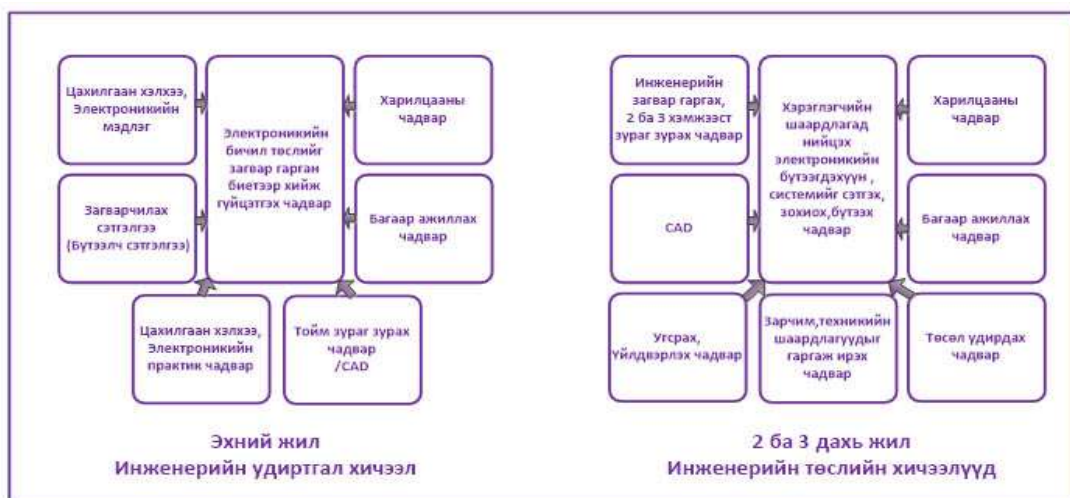 Цахилгаан хэлхээ,
Электроникийн
мэдлэг
Загварчилах
сэтгэлгээ
(Бүтээлч сэтгэлгээ)
Цахилгаан хэлхээ,
Электроникийн
практик чадвар
Электроникийн
бичил төслийг
загвар гарган
биетээр хийж
гүйцэтгэх чадвар
Тойм зураг зурах
чадвар
/CAD
Харилцааны
чадвар
Багаар ажиллах
чадвар
Эхний жил
Инженерийн удиртгал хичээл
Инженерийн
загвар гаргах,
2 ба 3 хэмжээст
зураг зурах чадвар
CAD
Угсрах,
Үйлдвэрлэх чадвар
Хэрэглэгчийн
шаардлагад
нийцэх
электроникийн
бүтээгдэхүүн ,
системийг сэтгэх,
зохиох,бүтээх
чадвар
Зарчим,техникийн
шаардлагуудыг
гаргаж ирэх
чадвар
Харилцааны
чадвар
Багаар ажиллах
чадвар
Төсөл удирдах
чадвар
2 ба 3 дахь жил
Инженерийн төслийн хичээлүүд